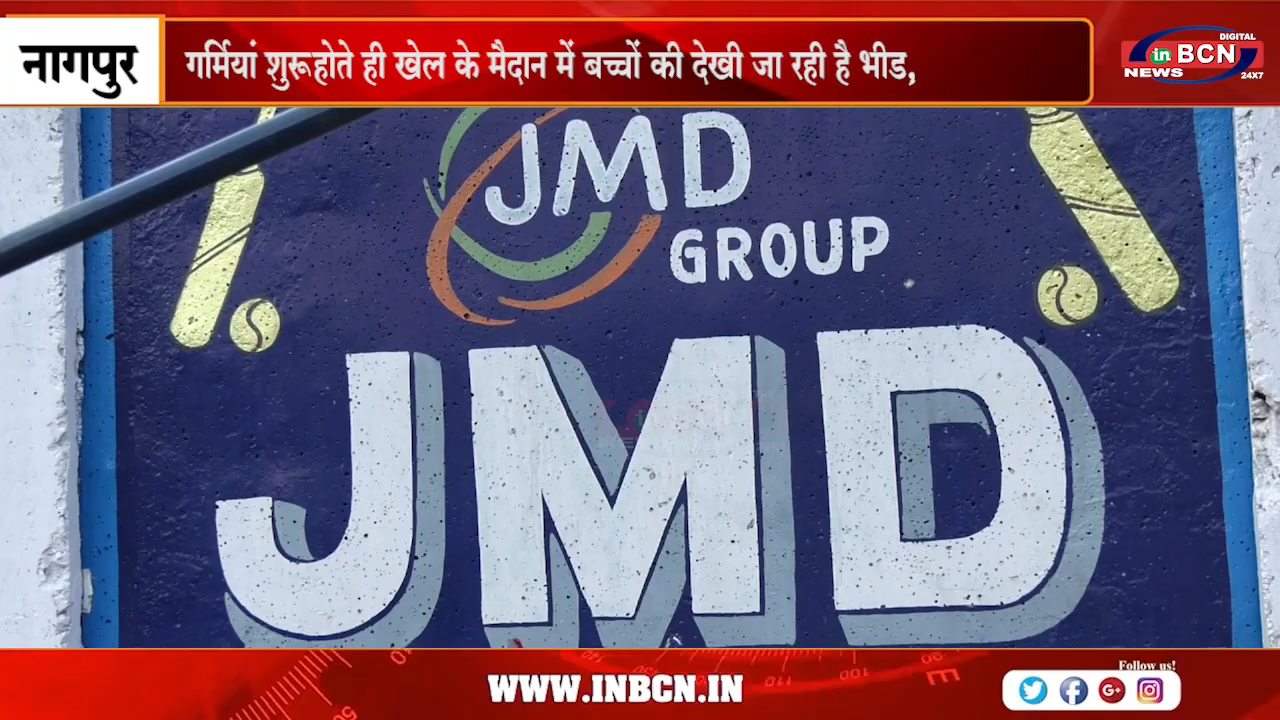 नागपुर
गर्मियां शुरू होते ही खेल के मैदान में बच्चों की देखी जा रही है भीड,
DIGITAL
in BCN
NEWS 24X7
JMD
GROUP
JMD
WWW.INBCN.IN
Follow us!